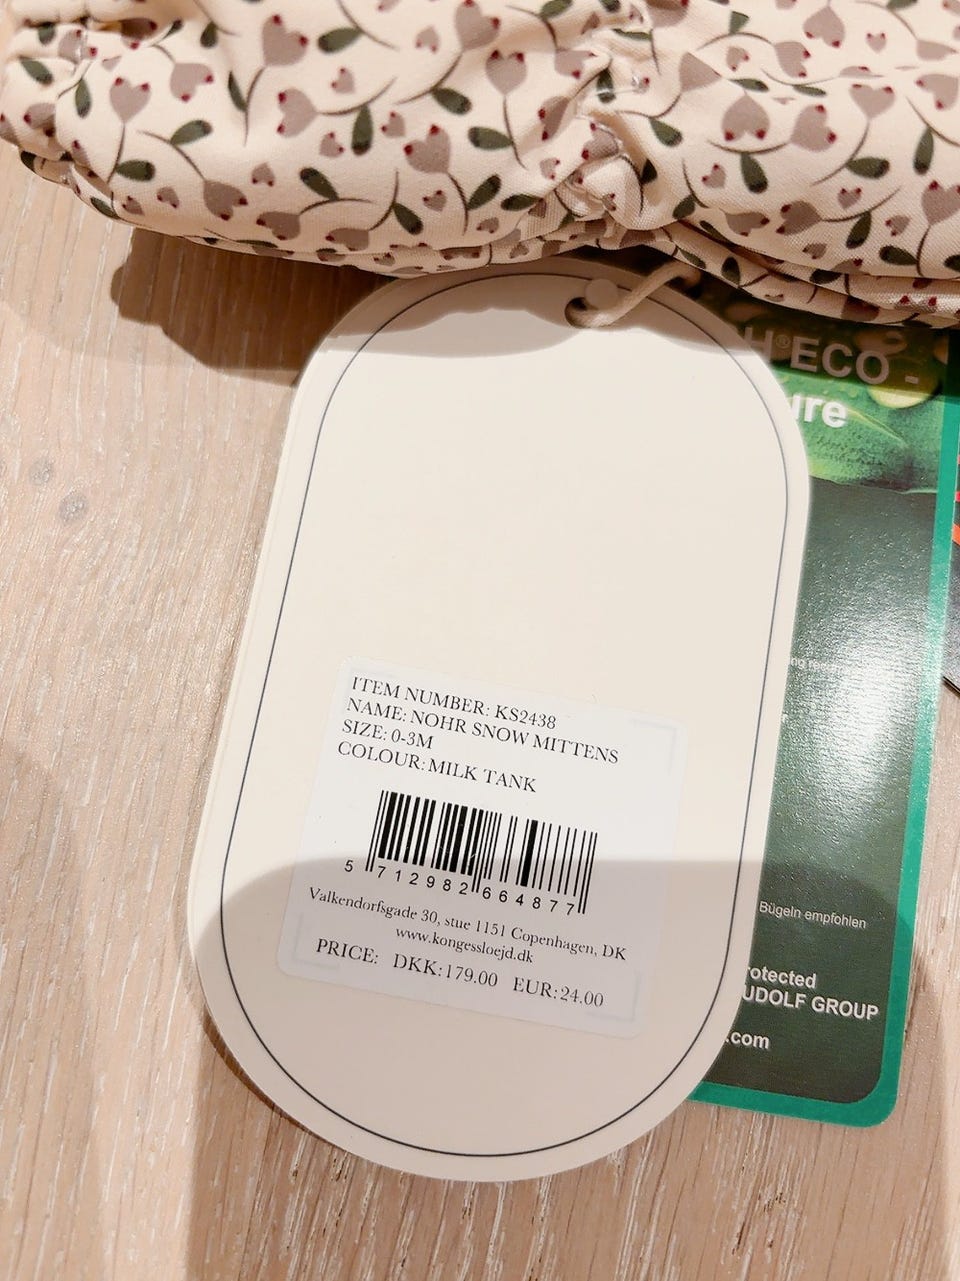 H®ECO -
ure
ITEM NUMBER: KS2438
NAME: NOHR SNOW MITTENS
SIZE: 0-3M
COLOUR: MILK TANK
5 712982 664877
Valkendorfsgade 30, stue 1151 Copenhagen, DK
www.kongessloejd.dk
PRICE: DKK: 179.00 EUR: 24.00
Bügeln empfohlen
rotected
UDOLF GROUP
.com